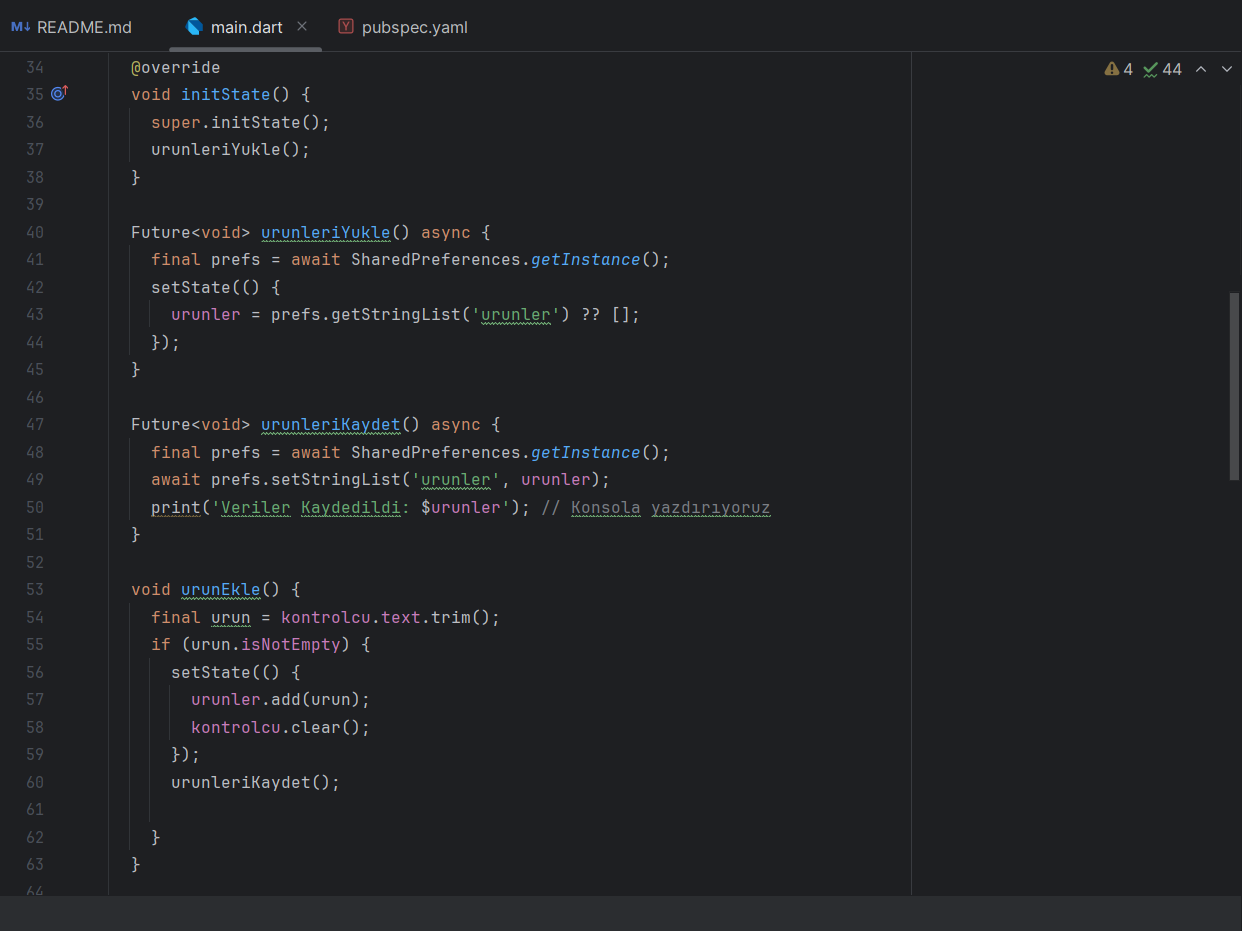 M↓ README.md main.dart × Y pubspec.yaml
4 44
34 @override
35 void initState() {
36 super.initState();
37 urunleriYukle();
38 }
39
40 Future<void> urunleriYukle() async {
41 final prefs = await SharedPreferences.getInstance();
42 setState(() {
43 urunler = prefs.getStringList('urunler') ?? [];
44 });
45 }
46
47 Future<void> urunleriKaydet() async {
48 final prefs = await SharedPreferences.getInstance();
49 await prefs.setStringList('urunler', urunler);
50 print('Veriler Kaydedildi: $urunler'); // Konsola yazdırıyoruz
51 }
52
53 void urunEkle() {
54 final urun = kontrolcu.text.trim();
55 if (urun.isNotEmpty) {
56 setState(() {
57 urunler.add(urun);
58 kontrolcu.clear();
59 });
60 urunleriKaydet();
61
62 }
63 }
64